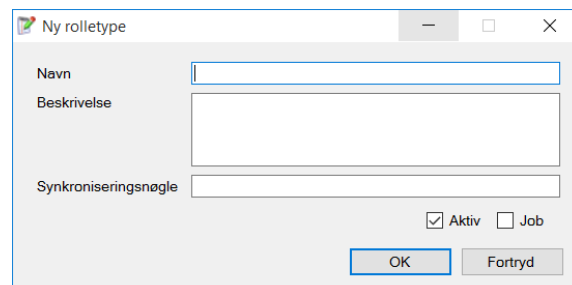 Ny rolletype
Navn
Beskrivelse
Synkroniseringsnøgle
Aktiv Job
OK Fortryd